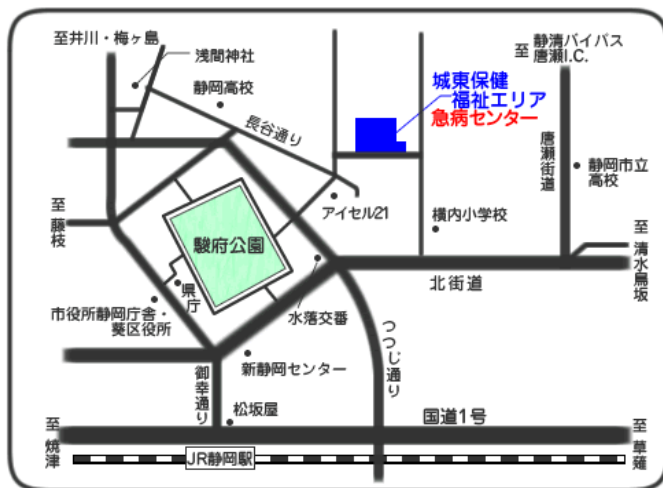 至井川・梅ヶ島
浅間神社
静岡高校
長谷通り
城東保健
福祉エリア
急病センター
至
静清バイパス
唐瀬I.C.
唐瀬街道
静岡市立
高校
至藤枝
アイセル21
横内小学校
至清水鳥坂
駿府公園
県庁
市役所静岡庁舎・
葵区役所
水落交番
北街道
つつじ通り
新静岡センター
御幸通り
松坂屋
国道1号
至焼津
JR静岡駅
至草薙